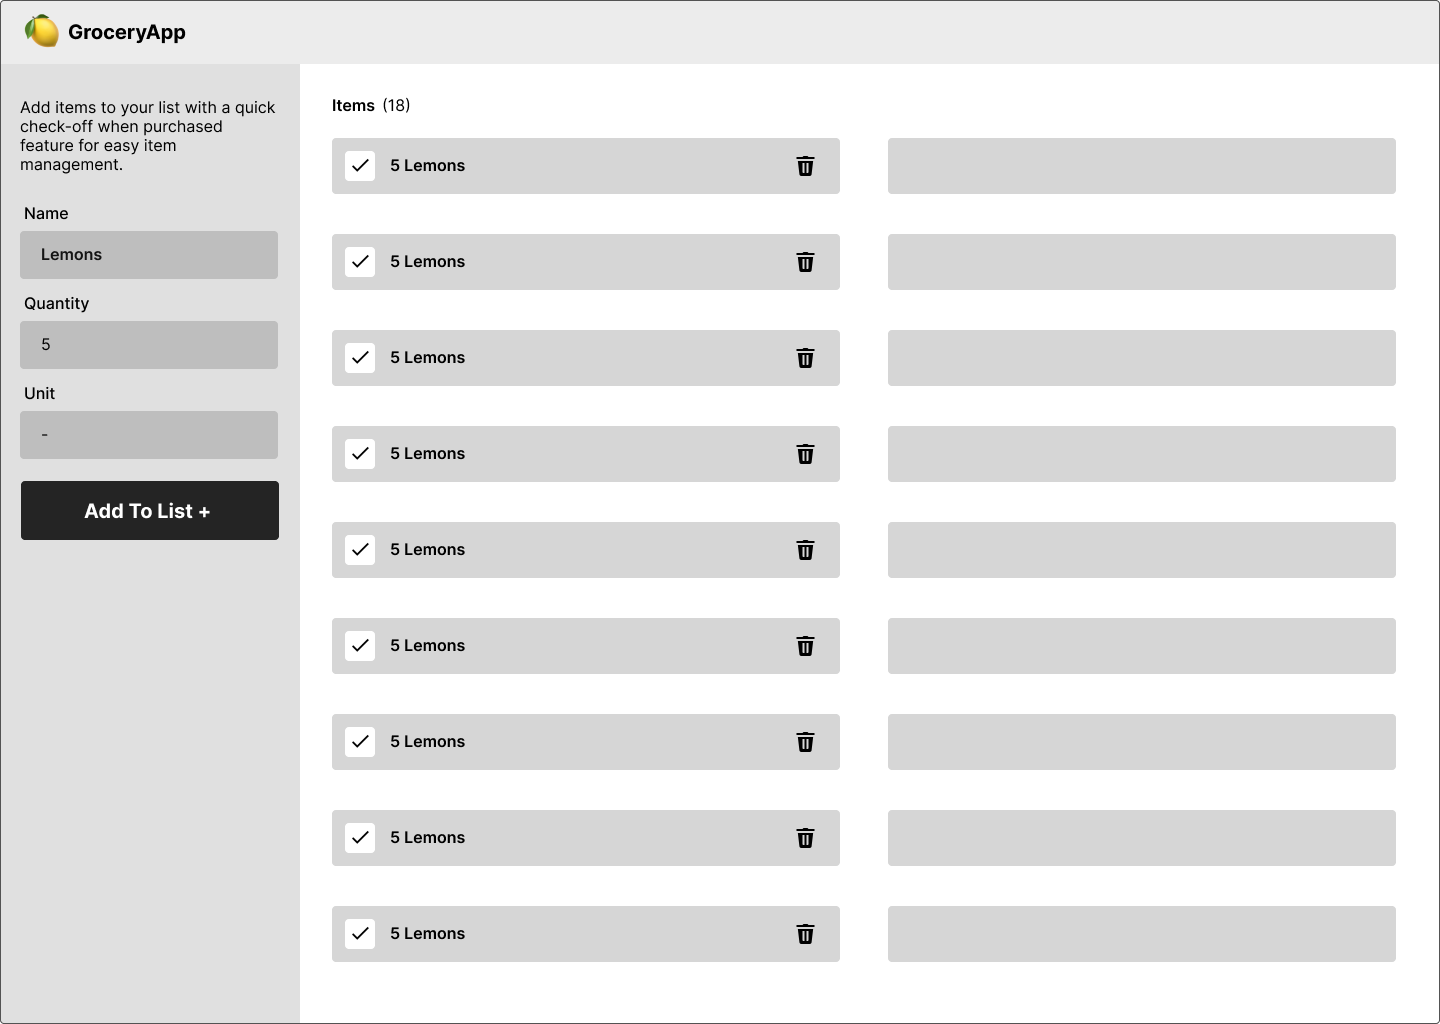 GroceryApp
Add items to your list with a quick
check-off when purchased
feature for easy item
management.
Name
Lemons
Quantity
5
Unit
-
Add To List +
Items (18)
5 Lemons
5 Lemons
5 Lemons
5 Lemons
5 Lemons
5 Lemons
5 Lemons
5 Lemons
5 Lemons